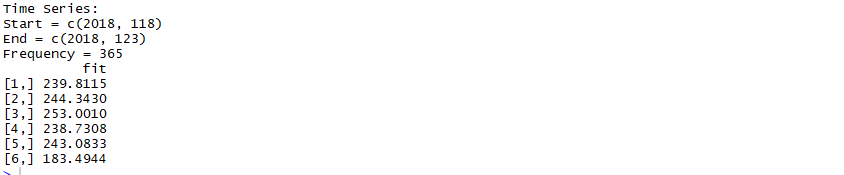 Time Series:
Start = c(2018, 118)
End = c(2018, 123)
Frequency = 365
          fit
[1,] 239.8115
[2,] 244.3430
[3,] 253.0010
[4,] 238.7308
[5,] 243.0833
[6,] 183.4944
>